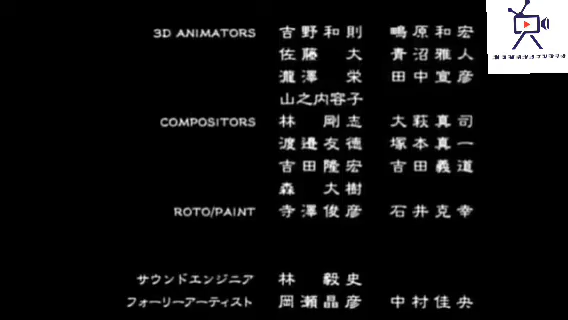 3D ANIMATORS 吉野和則 鴫原和宏
佐藤 大 青沼雅人
瀧澤 栄 田中宣彦
山之内容子
COMPOSITORS 林 剛志 大萩真司
渡邉友徳 塚本真一
吉田隆宏 吉田義道
森 大樹
ROTO/PAINT 寺澤俊彦 石井克幸
サウンドエンジニア 林 毅史
フォーリーアーティスト 岡瀬晶彦 中村佳央